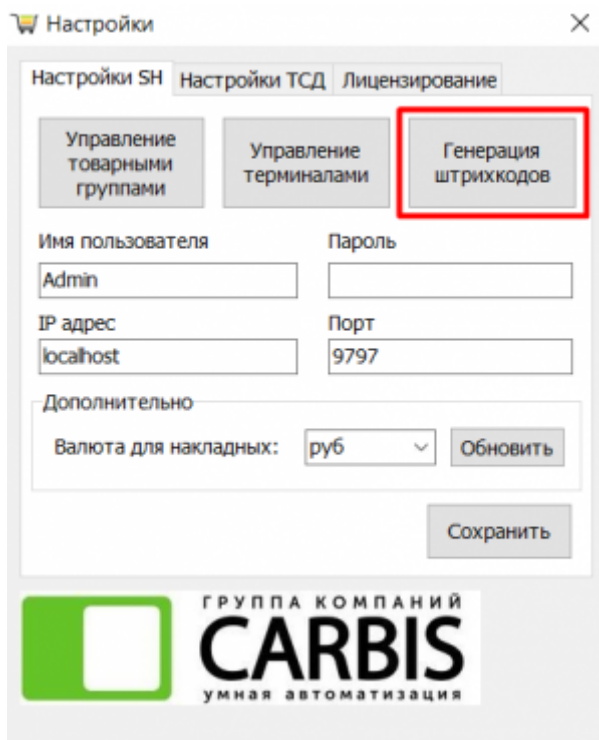 Настройки
Настройки SH Настройки ТСД Лицензирование
Управление
товарными
группами
Управление
терминалами
Генерация
штрихкодов
Имя пользователя Пароль
Admin
IP адрес Порт
localhost 9797
Дополнительно
Валюта для накладных: руб Обновить
Сохранить
ГРУППА КОМПАНИЙ
CARBIS
умная автоматизация